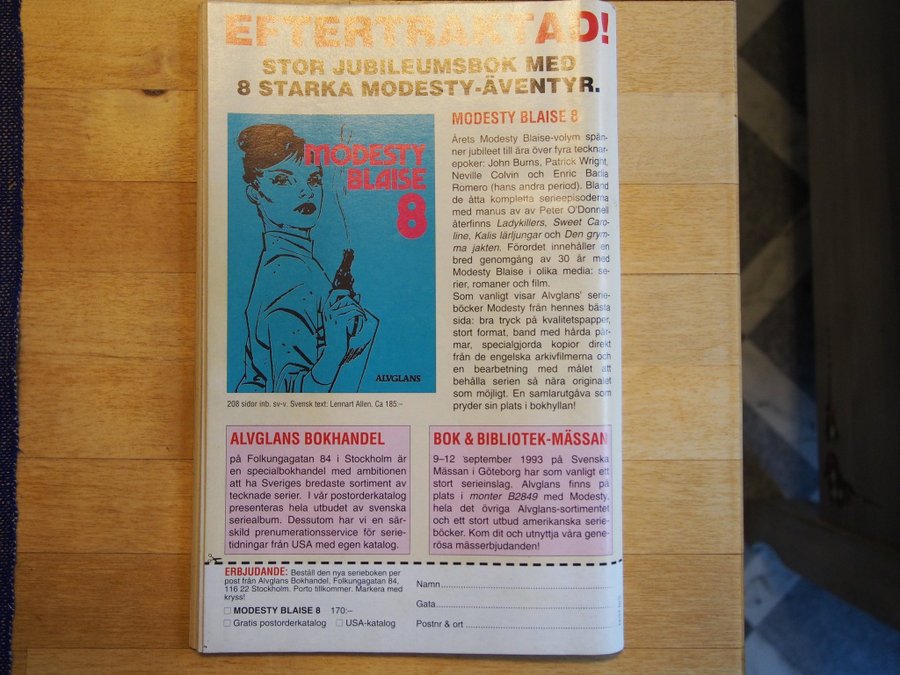 EFTERTRAKTAD!
STOR JUBILEUMSBOK MED
8 STARKA MODESTY-ÄVENTYR.
MODESTY
BLAISE
8
ALVGLANS
208 sidor inb. sv-v. Svensk text: Lennart Allen. Ca 185:–
MODESTY BLAISE 8
Årets Modesty Blaise-volym spän-
ner jubileet till ära över fyra tecknar-
epoker: John Burns, Patrick Wright,
Neville Colvin och Enric Badia
Romero (hans andra period). Bland
de åtta kompletta serieepisoderna
med manus av av Peter O'Donnell
återfinns Ladykillers, Sweet Caro-
line, Kalis lärljungar och Den grym-
ma jakten. Förordet innehåller en
bred genomgång av 30 år med
Modesty Blaise i olika media: se-
rier, romaner och film.
Som vanligt visar Alvglans' serie-
böcker Modesty från hennes bästa
sida: bra tryck på kvalitetspapper,
stort format, band med hårda pär-
mar, specialgjorda kopior direkt
från de engelska arkivfilmerna och
en bearbetning med målet att
behålla serien så nära originalet
som möjligt. En samlarutgåva som
pryder sin plats i bokhyllan!
ALVGLANS BOKHANDEL
på Folkungagatan 84 i Stockholm är
en specialbokhandel med ambitionen
att ha Sveriges bredaste sortiment av
tecknade serier. I vår postorderkatalog
presenteras hela utbudet av svenska
seriealbum. Dessutom har vi en sär-
skild prenumerationsservice för serie-
tidningar från USA med egen katalog.
BOK & BIBLIOTEK-MÄSSAN
9–12 september 1993 på Svenska
Mässan i Göteborg har som vanligt ett
stort serieinslag. Alvglans finns på
plats i monter B2849 med Modesty,
hela det övriga Alvglans-sortimentet
och ett stort utbud amerikanska serie-
böcker. Kom dit och utnyttja våra gene-
rösa mässerbjudanden!
ERBJUDANDE: Beställ den nya serieboken per
post från Alvglans Bokhandel, Folkungagatan 84,
116 22 Stockholm. Porto tillkommer. Markera med
kryss!
MODESTY BLAISE 8 170:–
Gratis postorderkatalog USA-katalog
Namn
Gata
Postnr & ort